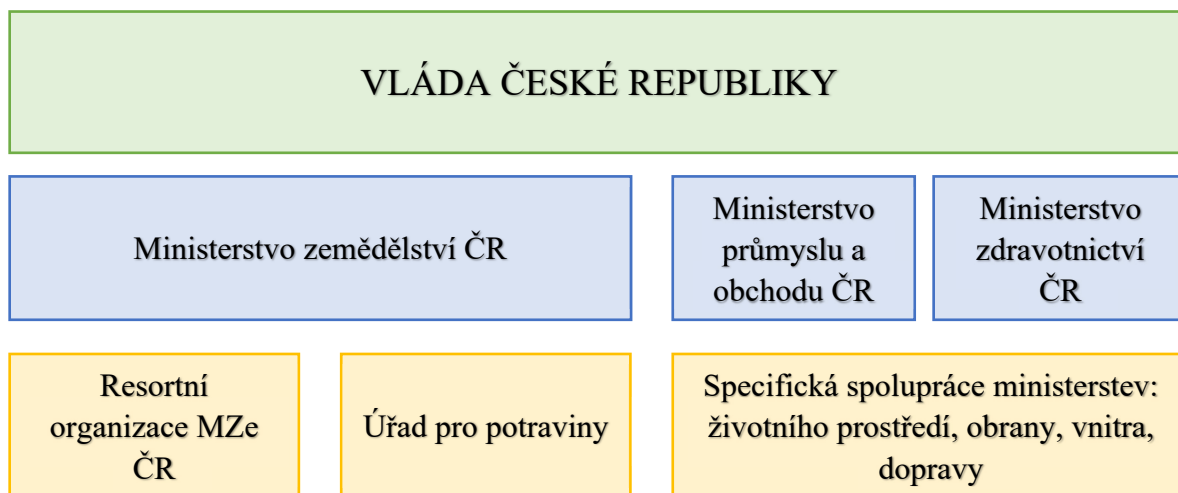 VLÁDA ČESKÉ REPUBLIKY
Ministerstvo zemědělství ČR
Ministerstvo
průmyslu a
obchodu ČR
Ministerstvo
zdravotnictví
ČR
Resortní
organizace MZe
ČR
Úřad pro potraviny
Specifická spolupráce ministerstev:
životního prostředí, obrany, vnitra,
dopravy